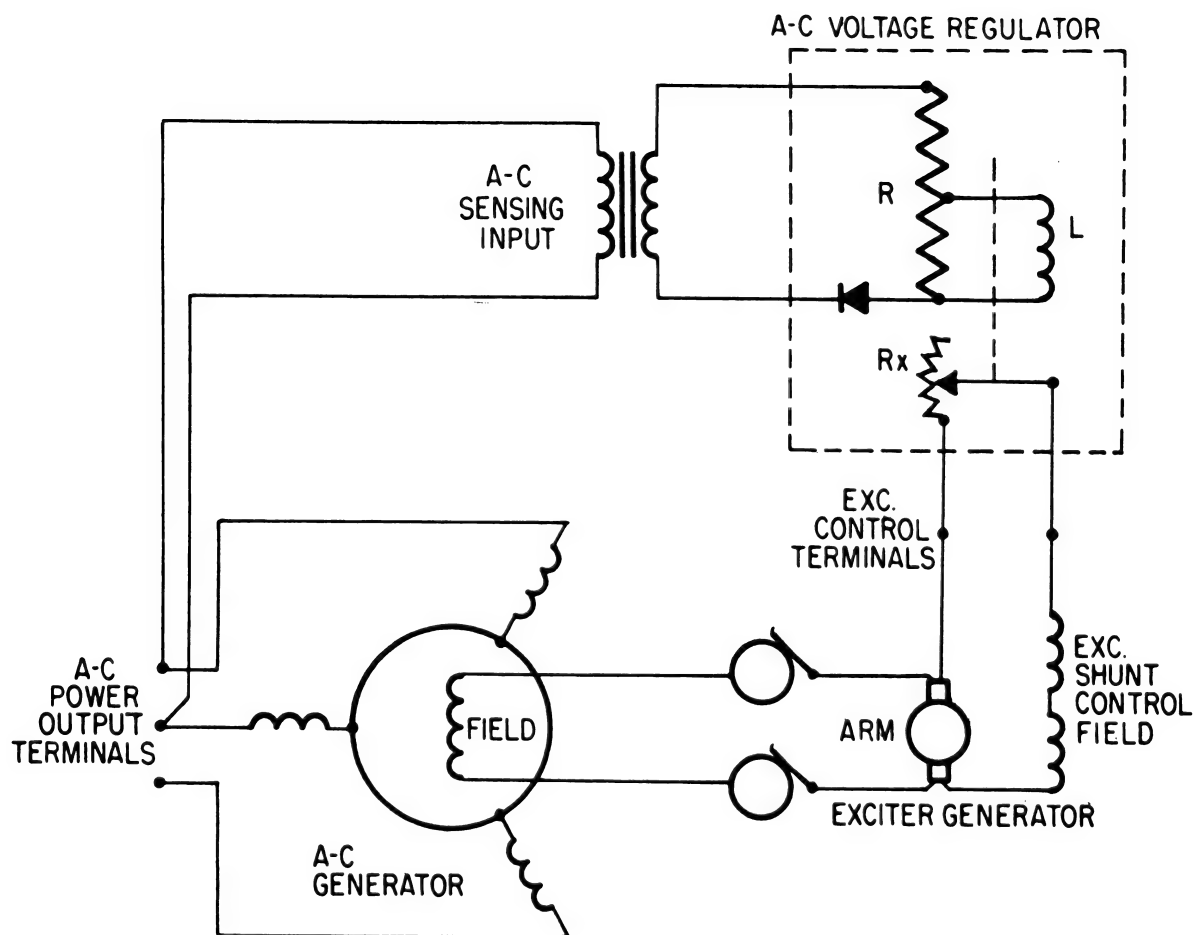 A-C VOLTAGE REGULATOR
A-C
SENSING
INPUT
R
L
Rx
EXC.
CONTROL
TERMINALS
A-C
POWER
OUTPUT
TERMINALS
FIELD
ARM
EXC.
SHUNT
CONTROL
FIELD
EXCITER GENERATOR
A-C
GENERATOR